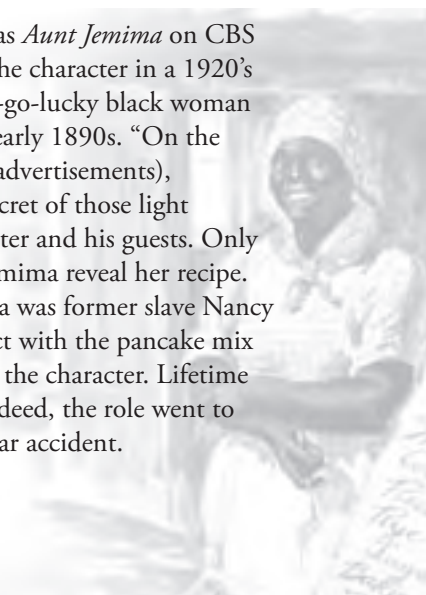 as Aunt Jemima on CBS
he character in a 1920's
-go-lucky black woman
early 1890s. “On the
advertisements),
cret of those light
ter and his guests. Only
mima reveal her recipe.
a was former slave Nancy
ct with the pancake mix
the character. Lifetime
deed, the role went to
ar accident.